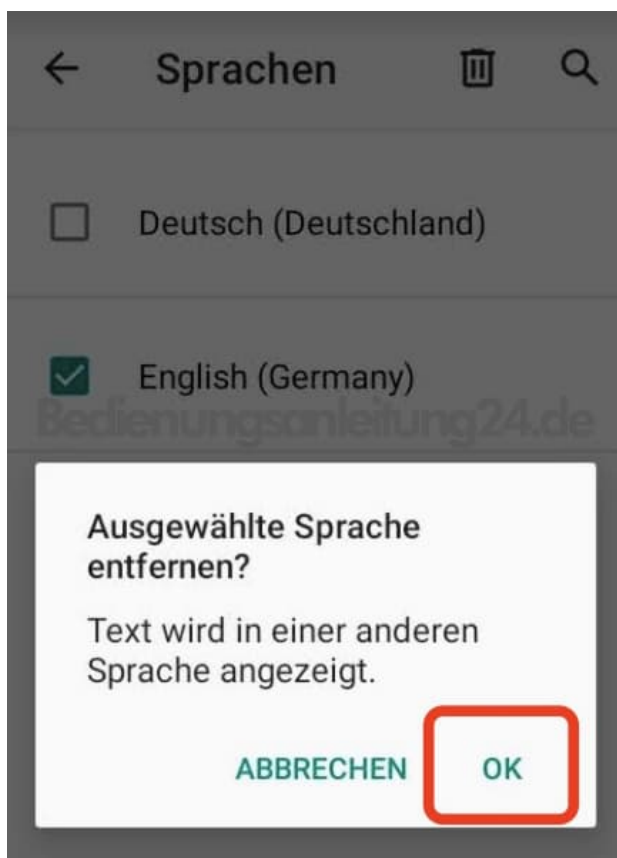 Sprachen
Deutsch (Deutschland)
English (Germany)
Bedienungsanleitung24.de
Ausgewählte Sprache
entfernen?
Text wird in einer anderen
Sprache angezeigt.
ABBRECHEN OK